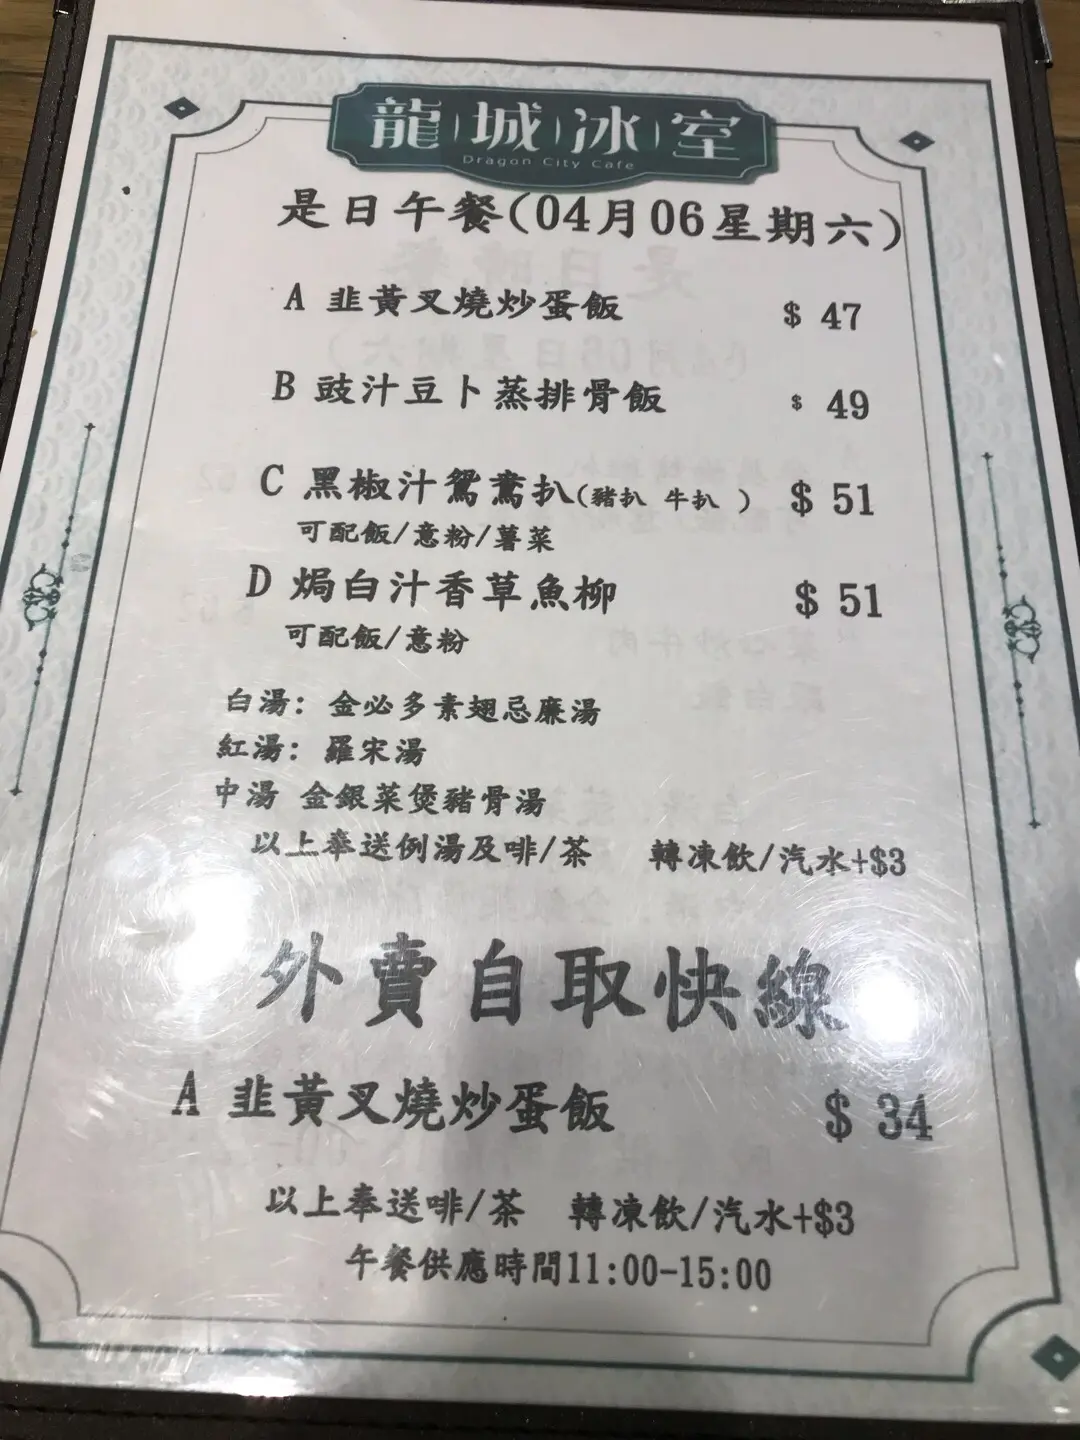 龍城冰室
Dragon City Cafe
是日午餐(04月06星期六)
A 韮黃叉燒炒蛋飯 $ 47
B 豉汁豆卜蒸排骨飯 $ 49
C 黑椒汁鴛鴦扒(豬扒 牛扒 ) $ 51
可配飯/意粉/薯菜
D 焗白汁香草魚柳 $ 51
可配飯/意粉
白湯: 金必多素翅忌廉湯
紅湯: 羅宋湯
中湯 金銀菜煲豬骨湯
以上奉送例湯及啡/茶 轉凍飲/汽水+$3
外賣自取快線
A 韮黃叉燒炒蛋飯 $ 34
以上奉送啡/茶 轉凍飲/汽水+$3
午餐供應時間11:00-15:00